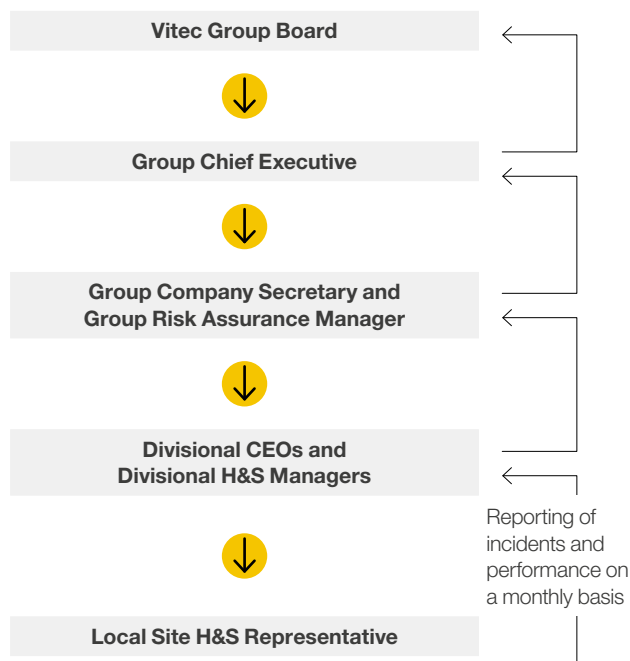 Vitec Group Board
Group Chief Executive
Group Company Secretary and
Group Risk Assurance Manager
Divisional CEOs and
Divisional H&S Managers
Reporting of
incidents and
performance on
a monthly basis
Local Site H&S Representative